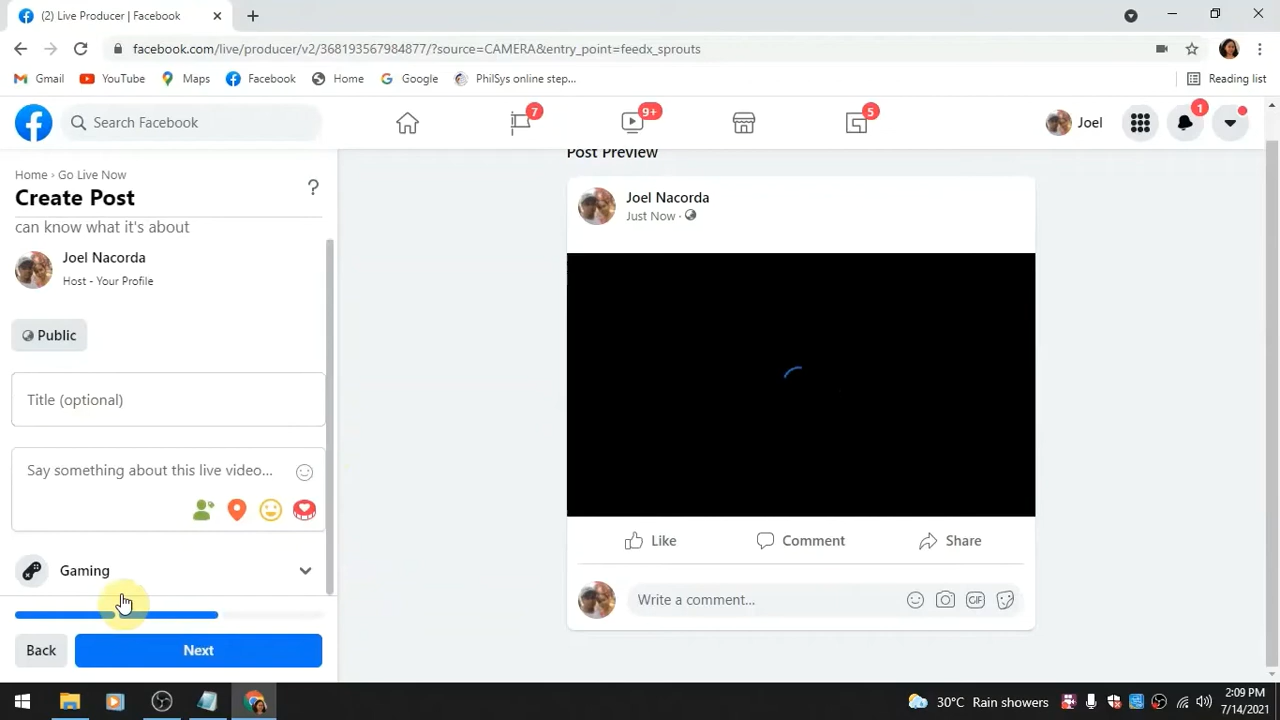 (2) Live Producer | Facebook
facebook.com/live/producer/v2/368193567984877/?source=CAMERA&entry_point=feedx_sprouts
Gmail
YouTube
Maps
Facebook
Home
Google
PhilSys online step...
Reading list
Search Facebook
7
9+
5
Joel
1
Home › Go Live Now
Create Post
?
can know what it's about
Joel Nacorda
Host - Your Profile
Public
Title (optional)
Say something about this live video...
Gaming
Back
Next
Post Preview
Joel Nacorda
Just Now ·
Like
Comment
Share
Write a comment...
GIF
30°C Rain showers
2:09 PM
7/14/2021